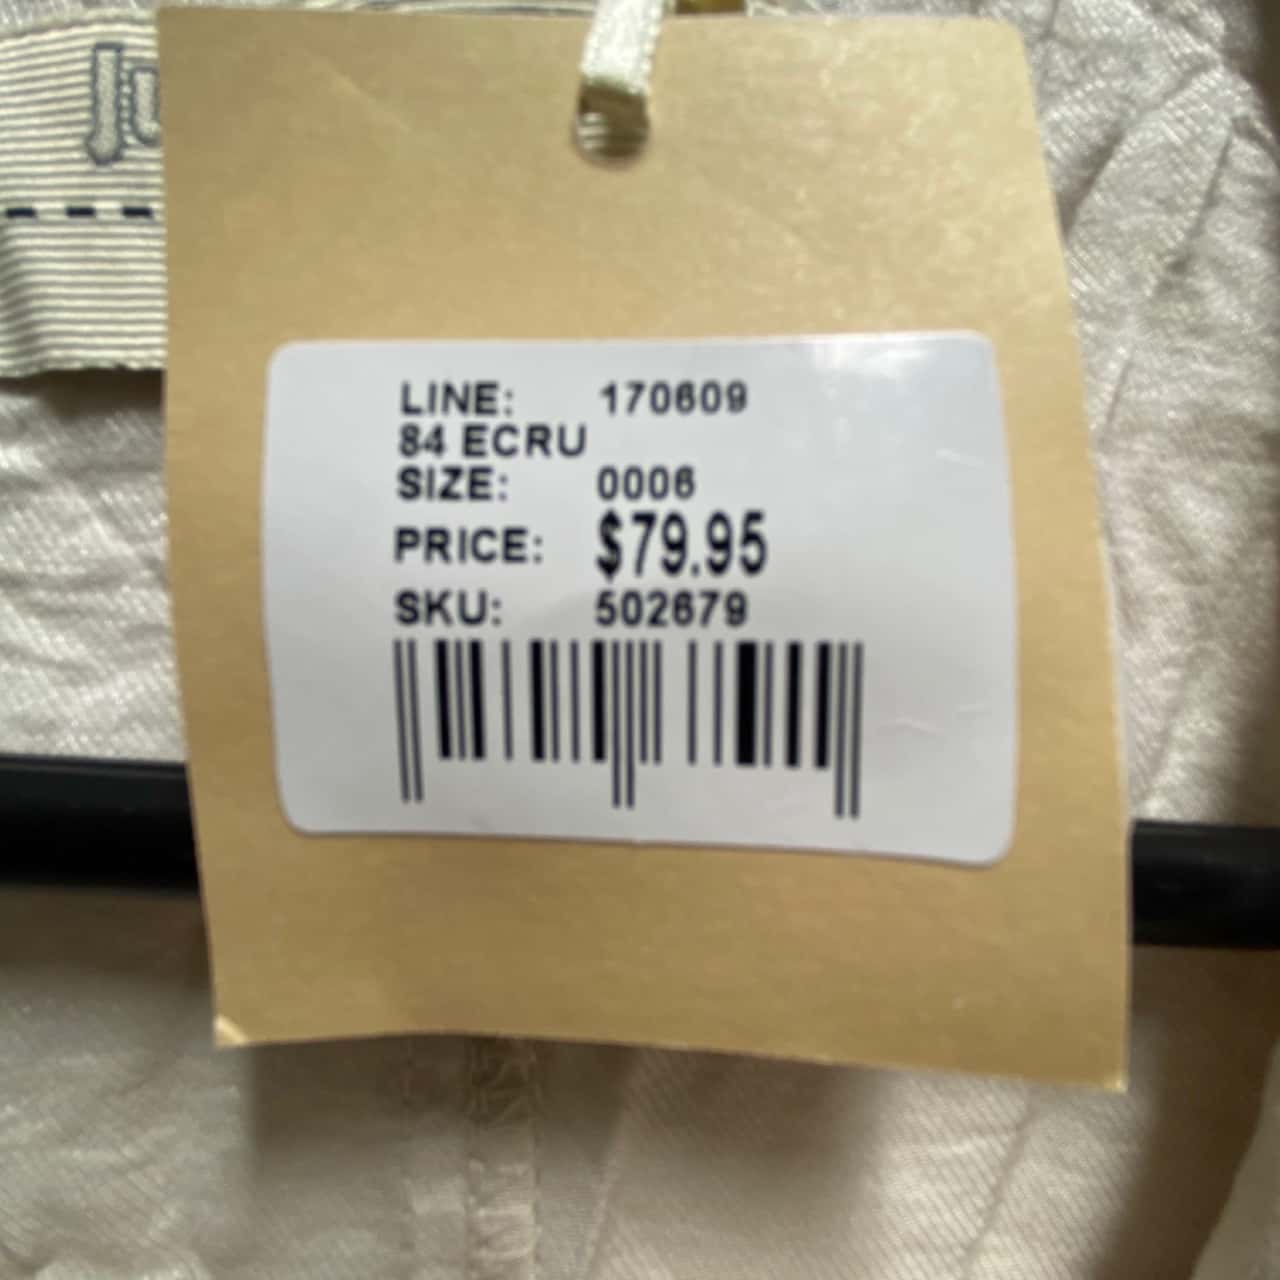 LINE: 170609
84 ECRU
SIZE: 0006
PRICE: $79.95
SKU: 502679